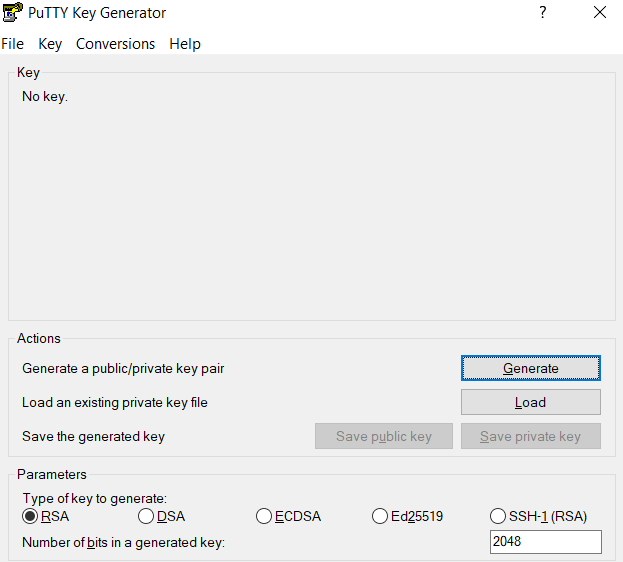 PuTTY Key Generator ?
File Key Conversions Help
Key
No key.
Actions
Generate a public/private key pair Generate
Load an existing private key file Load
Save the generated key Save public key Save private key
Parameters
Type of key to generate:
RSA DSA ECDSA Ed25519 SSH-1 (RSA)
Number of bits in a generated key: 2048